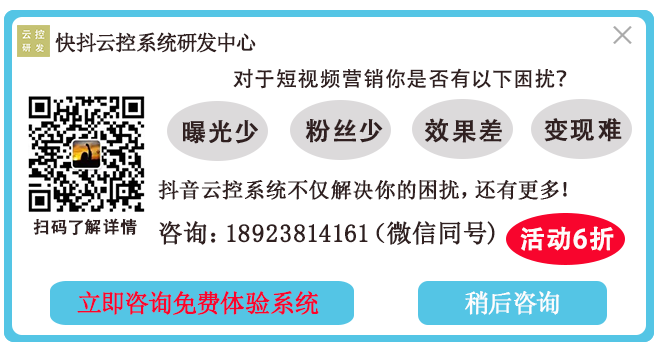 云控
研发
快抖云控系统研发中心
对于短视频营销你是否有以下困扰?
曝光少 粉丝少 效果差 变现难
抖音云控系统不仅解决你的困扰,还有更多!
扫码了解详情
咨询:18923814161(微信同号)
活动6折
立即咨询免费体验系统 稍后咨询